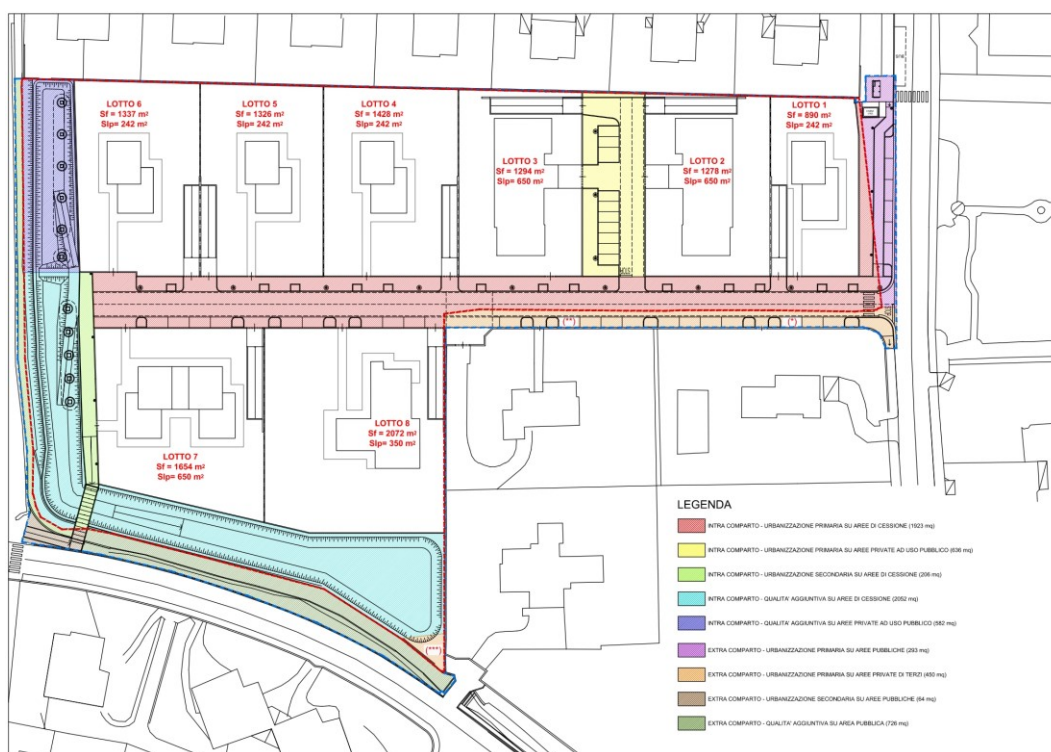 LOTTO 6
Sf = 1337 m²
Slp= 242 m²
LOTTO 5
Sf = 1326 m²
Slp= 242 m²
LOTTO 4
Sf = 1428 m²
Slp= 242 m²
LOTTO 3
Sf = 1294 m²
Slp= 650 m²
LOTTO 2
Sf = 1278 m²
Slp= 650 m²
LOTTO 1
Sf = 890 m²
Slp= 242 m²
STOP
(**)
(*)
LOTTO 7
Sf = 1654 m²
Slp = 650 m²
LOTTO 8
Sf = 2072 m²
Slp= 350 m²
(***)
LEGENDA
INTRA COMPARTO - URBANIZZAZIONE PRIMARIA SU AREE DI CESSIONE (1923 mq)
INTRA COMPARTO - URBANIZZAZIONE PRIMARIA SU AREE PRIVATE AD USO PUBBLICO (636 mq)
INTRA COMPARTO - URBANIZZAZIONE SECONDARIA SU AREE DI CESSIONE (206 mq)
INTRA COMPARTO - QUALITA' AGGIUNTIVA SU AREE DI CESSIONE (2052 mq)
INTRA COMPARTO - QUALITA' AGGIUNTIVA SU AREE PRIVATE AD USO PUBBLICO (582 mq)
EXTRA COMPARTO - URBANIZZAZIONE PRIMARIA SU AREE PUBBLICHE (293 mq)
EXTRA COMPARTO - URBANIZZAZIONE PRIMARIA SU AREE PRIVATE DI TERZI (450 mq)
EXTRA COMPARTO - URBANIZZAZIONE SECONDARIA SU AREE PUBBLICHE (64 mq)
EXTRA COMPARTO - QUALITA' AGGIUNTIVA SU AREA PUBBLICA (726 mq)